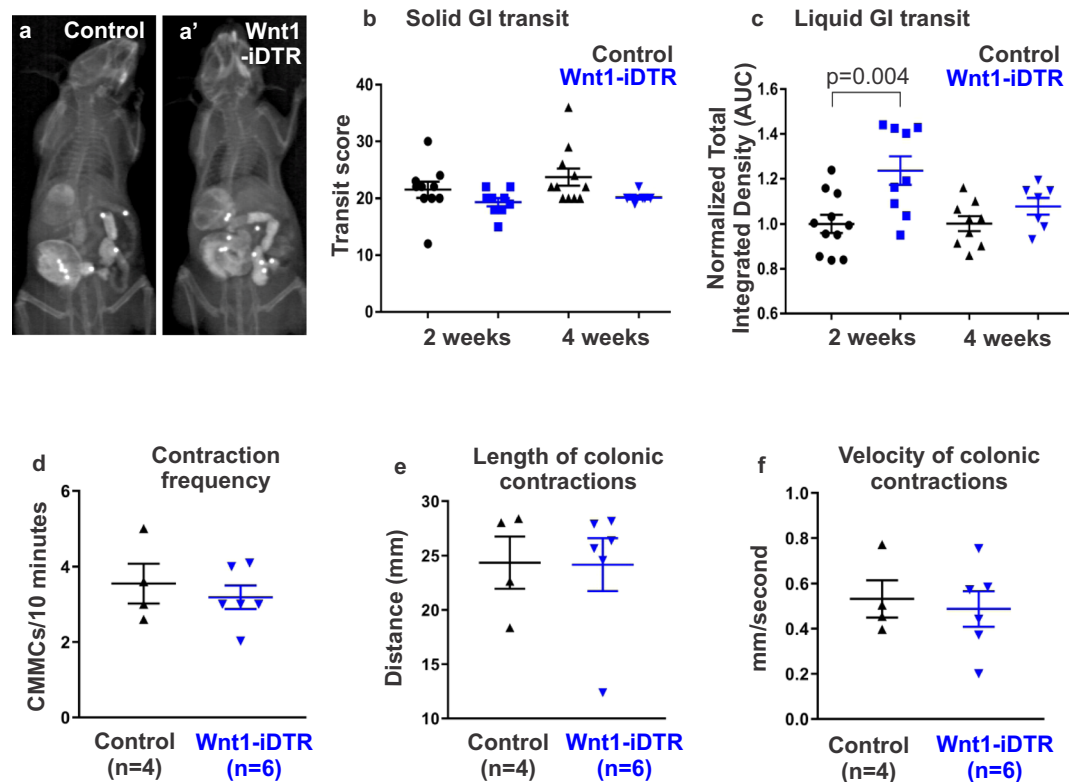 a Control
a' Wnt1
-iDTR
b Solid GI transit
Control
Wnt1-iDTR
Transit score
40
30
20
10
0
2 weeks 4 weeks
c Liquid GI transit
Control
Wnt1-iDTR
p=0.004
Normalized Total
Integrated Density (AUC)
1.6
1.4
1.2
1.0
0.8
0.6
2 weeks 4 weeks
d Contraction
frequency
CMMCs/10 minutes
6
4
2
0
Control Wnt1-iDTR
(n=4) (n=6)
e Length of colonic
contractions
Distance (mm)
30
25
20
15
10
Control Wnt1-iDTR
(n=4) (n=6)
f Velocity of colonic
contractions
mm/second
1.0
0.8
0.6
0.4
0.2
0.0
Control Wnt1-iDTR
(n=4) (n=6)